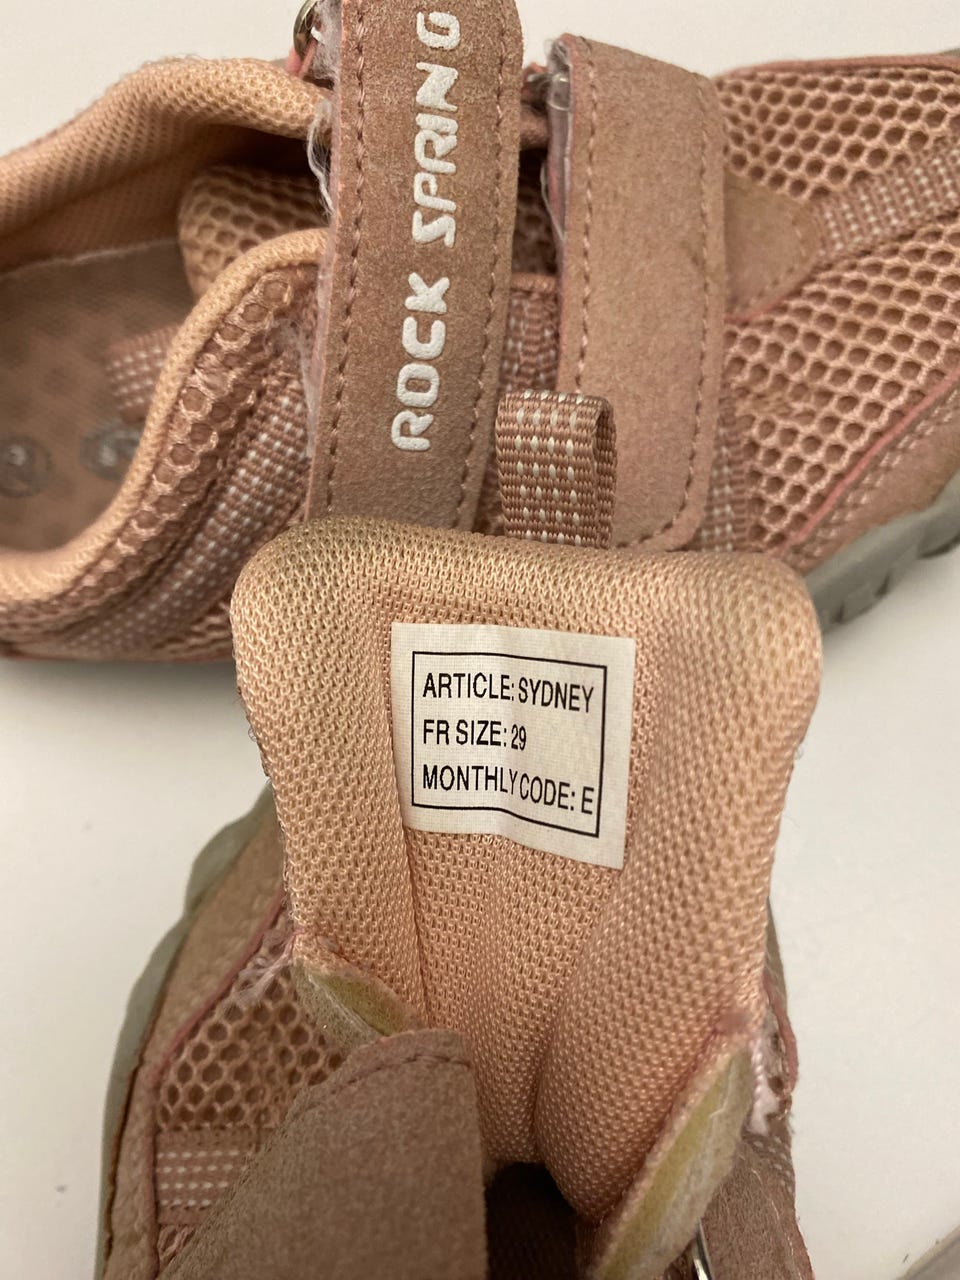 ROCK SPRING
ARTICLE: SYDNEY
FR SIZE: 29
MONTHLY CODE: E